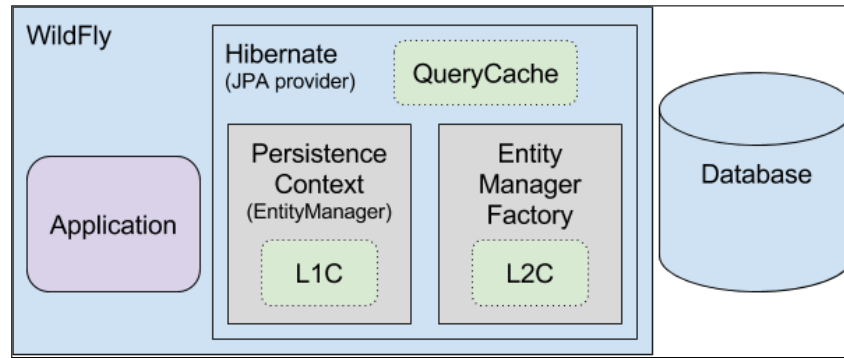 WildFly
Hibernate
(JPA provider)
QueryCache
Persistence
Context
(EntityManager)
L1C
Entity
Manager
Factory
L2C
Application
Database